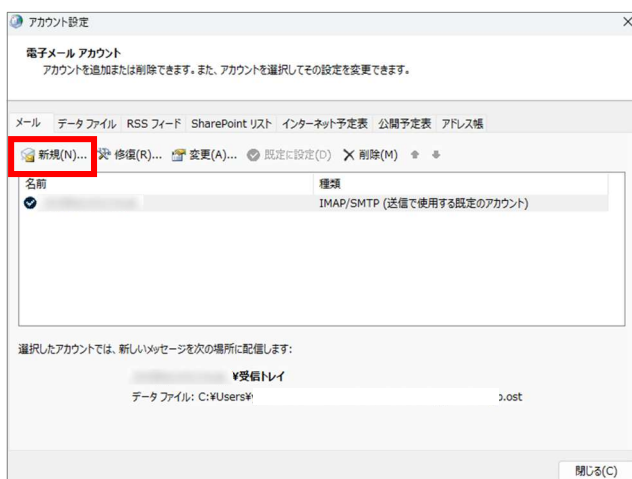 アカウント設定
電子メール アカウント
アカウントを追加または削除できます。また、アカウントを選択してその設定を変更できます。
メール データ ファイル RSS フィード SharePoint リスト インターネット予定表 公開予定表 アドレス帳
新規(N)... 修復(R)... 変更(A)... 既定に設定(D) 削除(M)
名前 種類
IMAP/SMTP (送信で使用する既定のアカウント)
選択したアカウントでは、新しいメッセージを次の場所に配信します:
¥受信トレイ
データ ファイル: C:¥Users¥ .ost
閉じる(C)